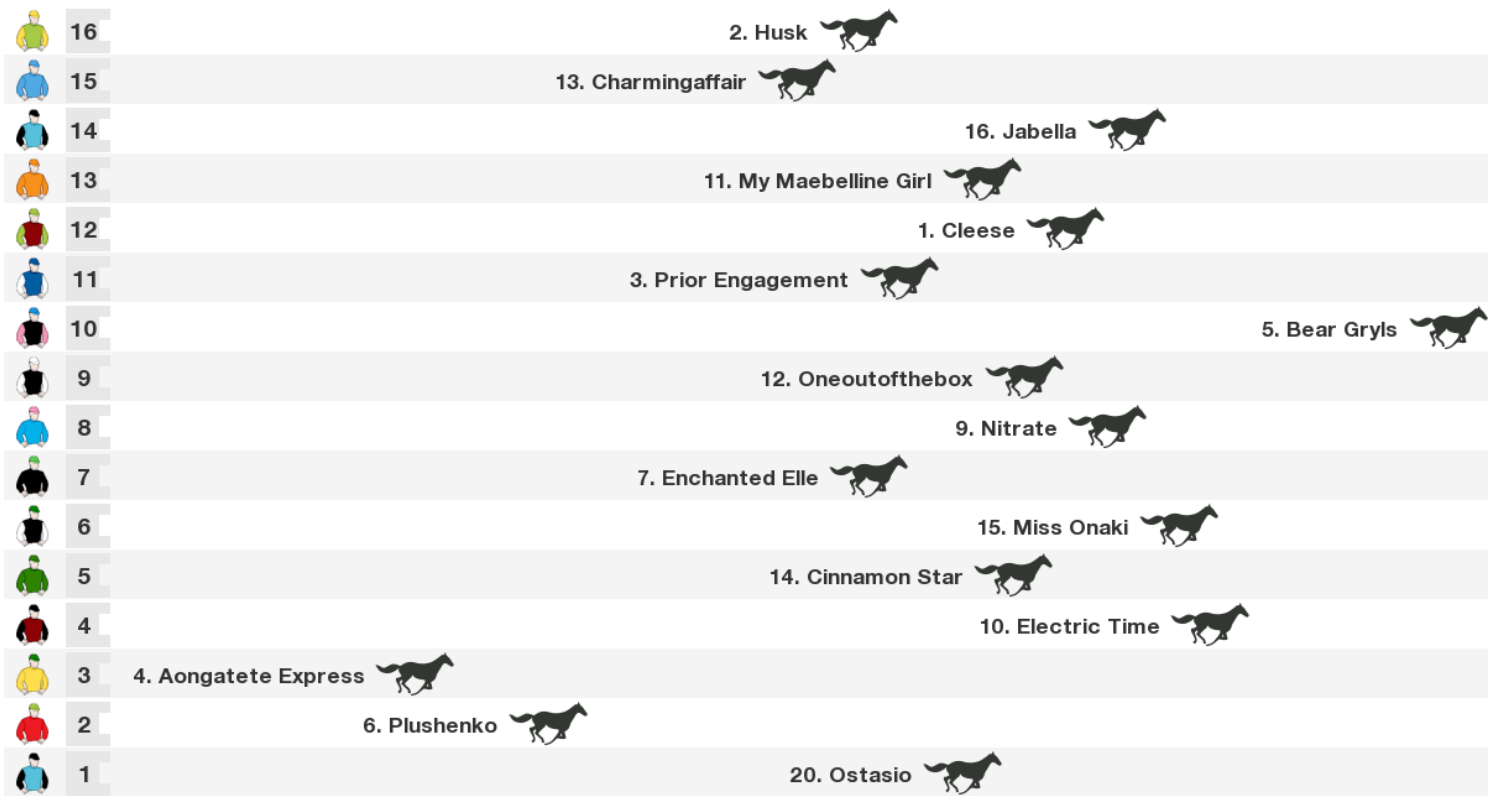 16 2. Husk
15 13. Charmingaffair
14 16. Jabella
13 11. My Maebelline Girl
12 1. Cleese
11 3. Prior Engagement
10 5. Bear Gryls
9 12. Oneoutofthebox
8 9. Nitrate
7 7. Enchanted Elle
6 15. Miss Onaki
5 14. Cinnamon Star
4 10. Electric Time
3 4. Aongatete Express
2 6. Plushenko
1 20. Ostasio